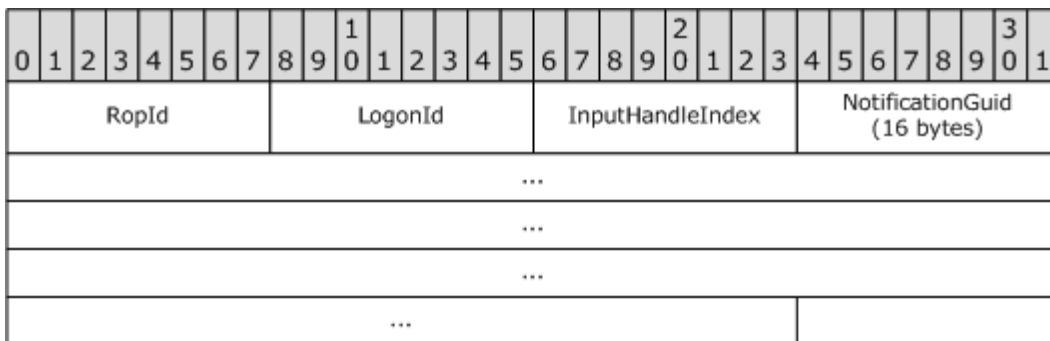 1 2 3
0 1 2 3 4 5 6 7 8 9 0 1 2 3 4 5 6 7 8 9 0 1 2 3 4 5 6 7 8 9 0 1
RopId LogonId InputHandleIndex NotificationGuid
(16 bytes)
...
...
...
...